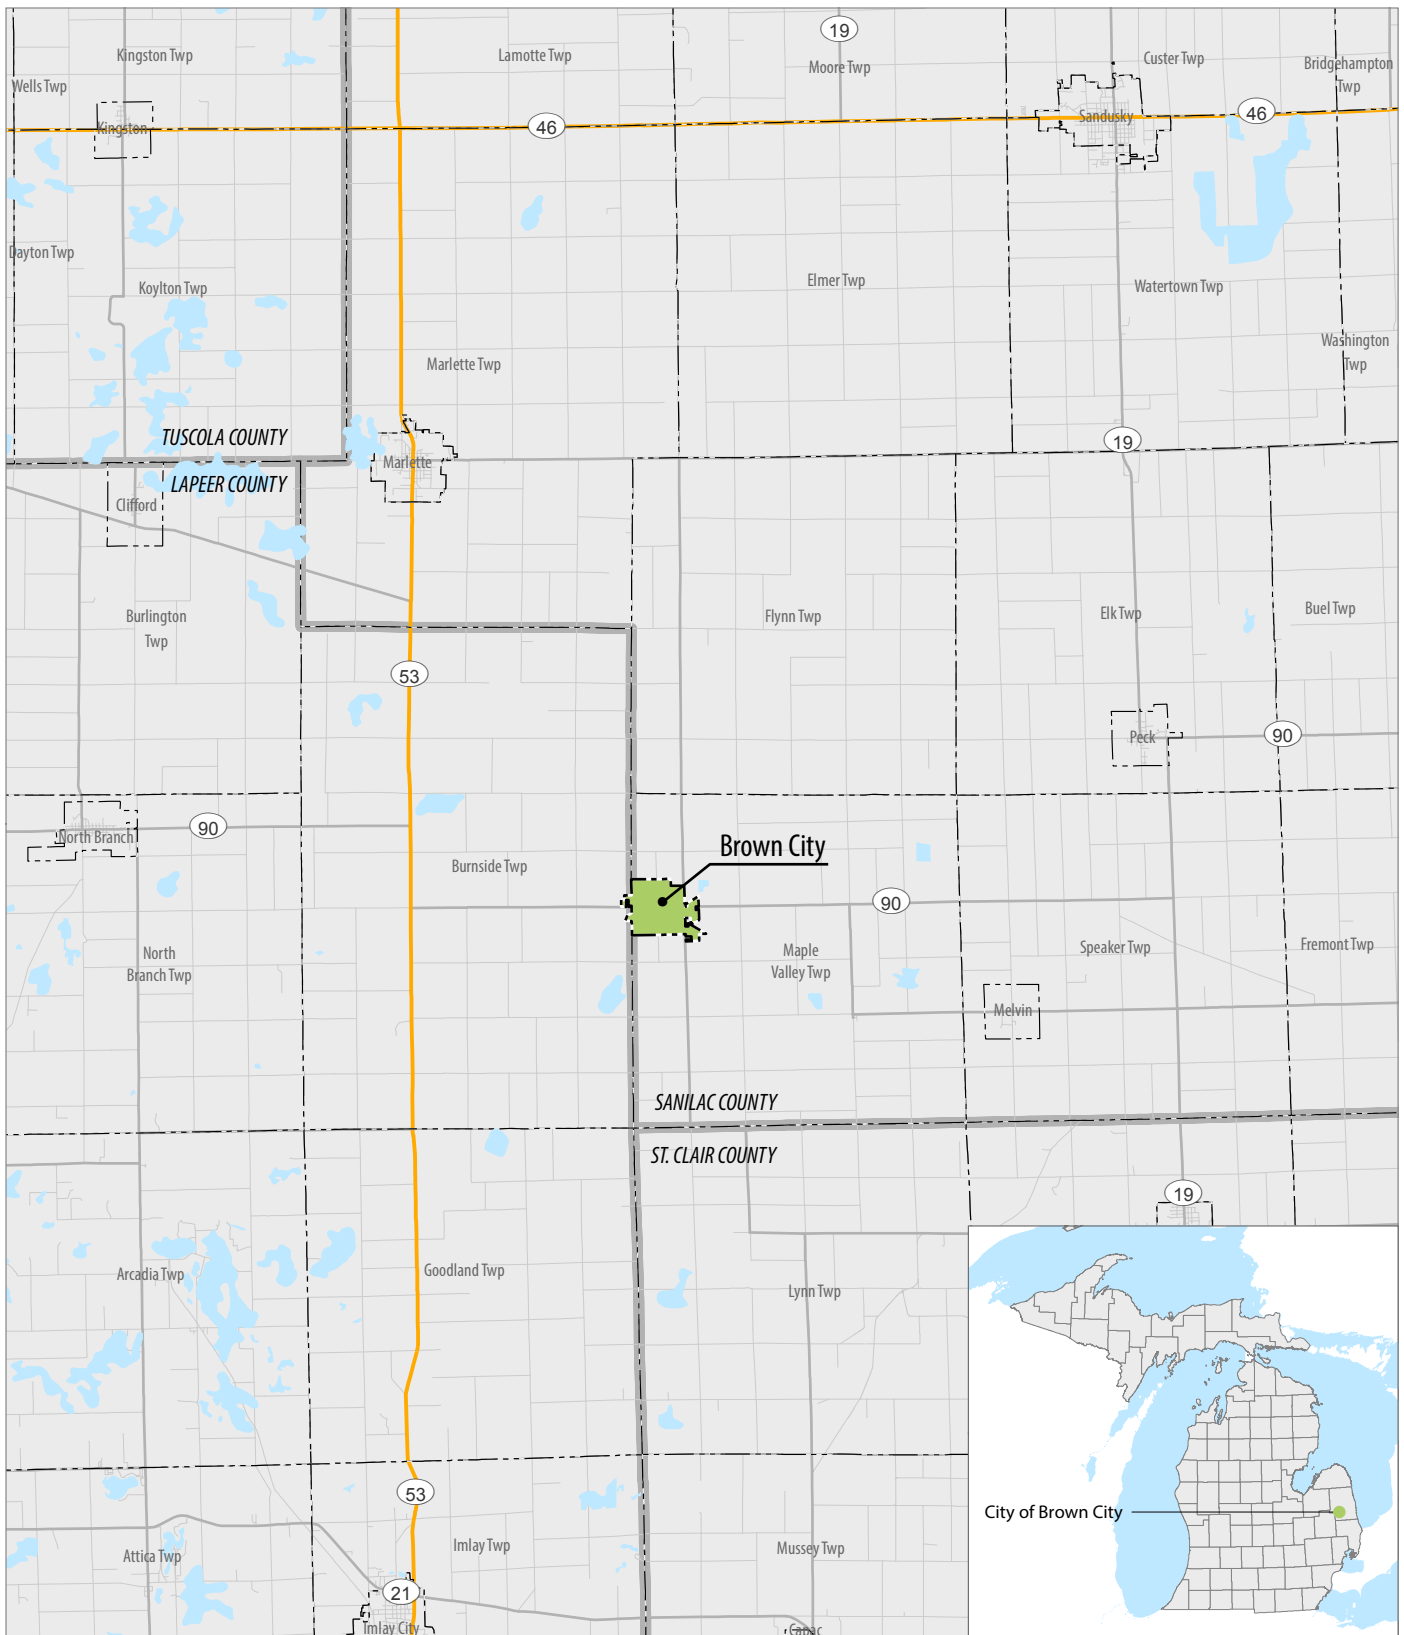 Kingston Twp
Lamotte Twp
19
Moore Twp
Custer Twp
Bridgehampton
Twp
Wells Twp
Kingston
46
Sandusky
46
Dayton Twp
Koylton Twp
Elmer Twp
Watertown Twp
Washington
Twp
Marlette Twp
TUSCOLA COUNTY
19
Marlette
LAPEER COUNTY
Clifford
Burlington
Twp
Flynn Twp
Elk Twp
Buel Twp
53
Peck
90
North Branch
90
Burnside Twp
Brown City
90
North
Branch Twp
Maple
Valley Twp
Speaker Twp
Fremont Twp
Melvin
SANILAC COUNTY
ST. CLAIR COUNTY
19
Arcadia Twp
Goodland Twp
Lynn Twp
53
City of Brown City
Attica Twp
Imlay Twp
Mussey Twp
21
Imlay City
Capac